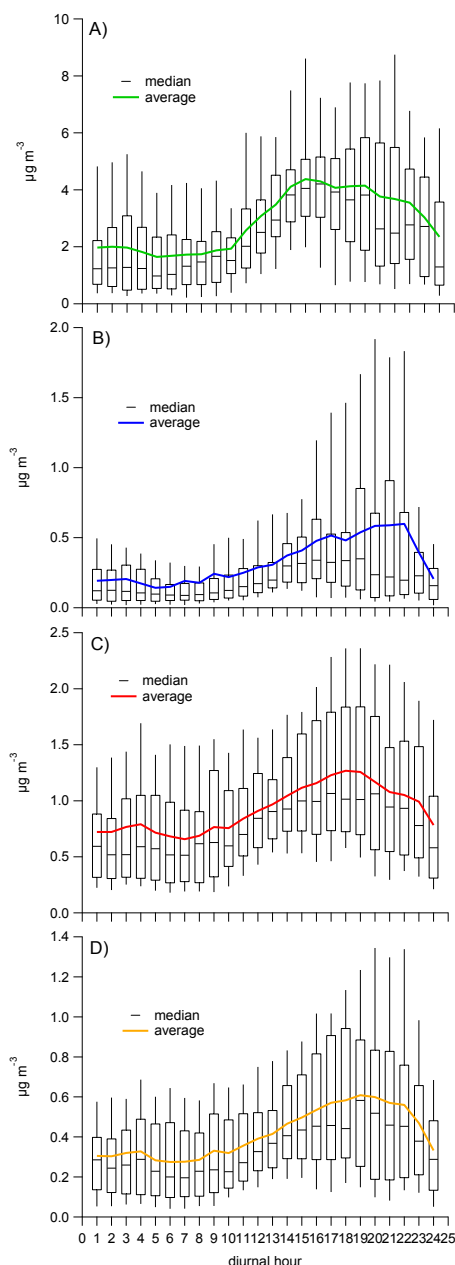 A)
10
8
6
4
2
0
µg m⁻³
median
average
B)
2.0
1.5
1.0
0.5
0.0
µg m⁻³
median
average
C)
2.5
2.0
1.5
1.0
0.5
0.0
µg m⁻³
median
average
D)
1.4
1.2
1.0
0.8
0.6
0.4
0.2
0.0
µg m⁻³
median
average
0 1 2 3 4 5 6 7 8 9 10 11 12 13 14 15 16 17 18 19 20 21 22 23 24 25
diurnal hour